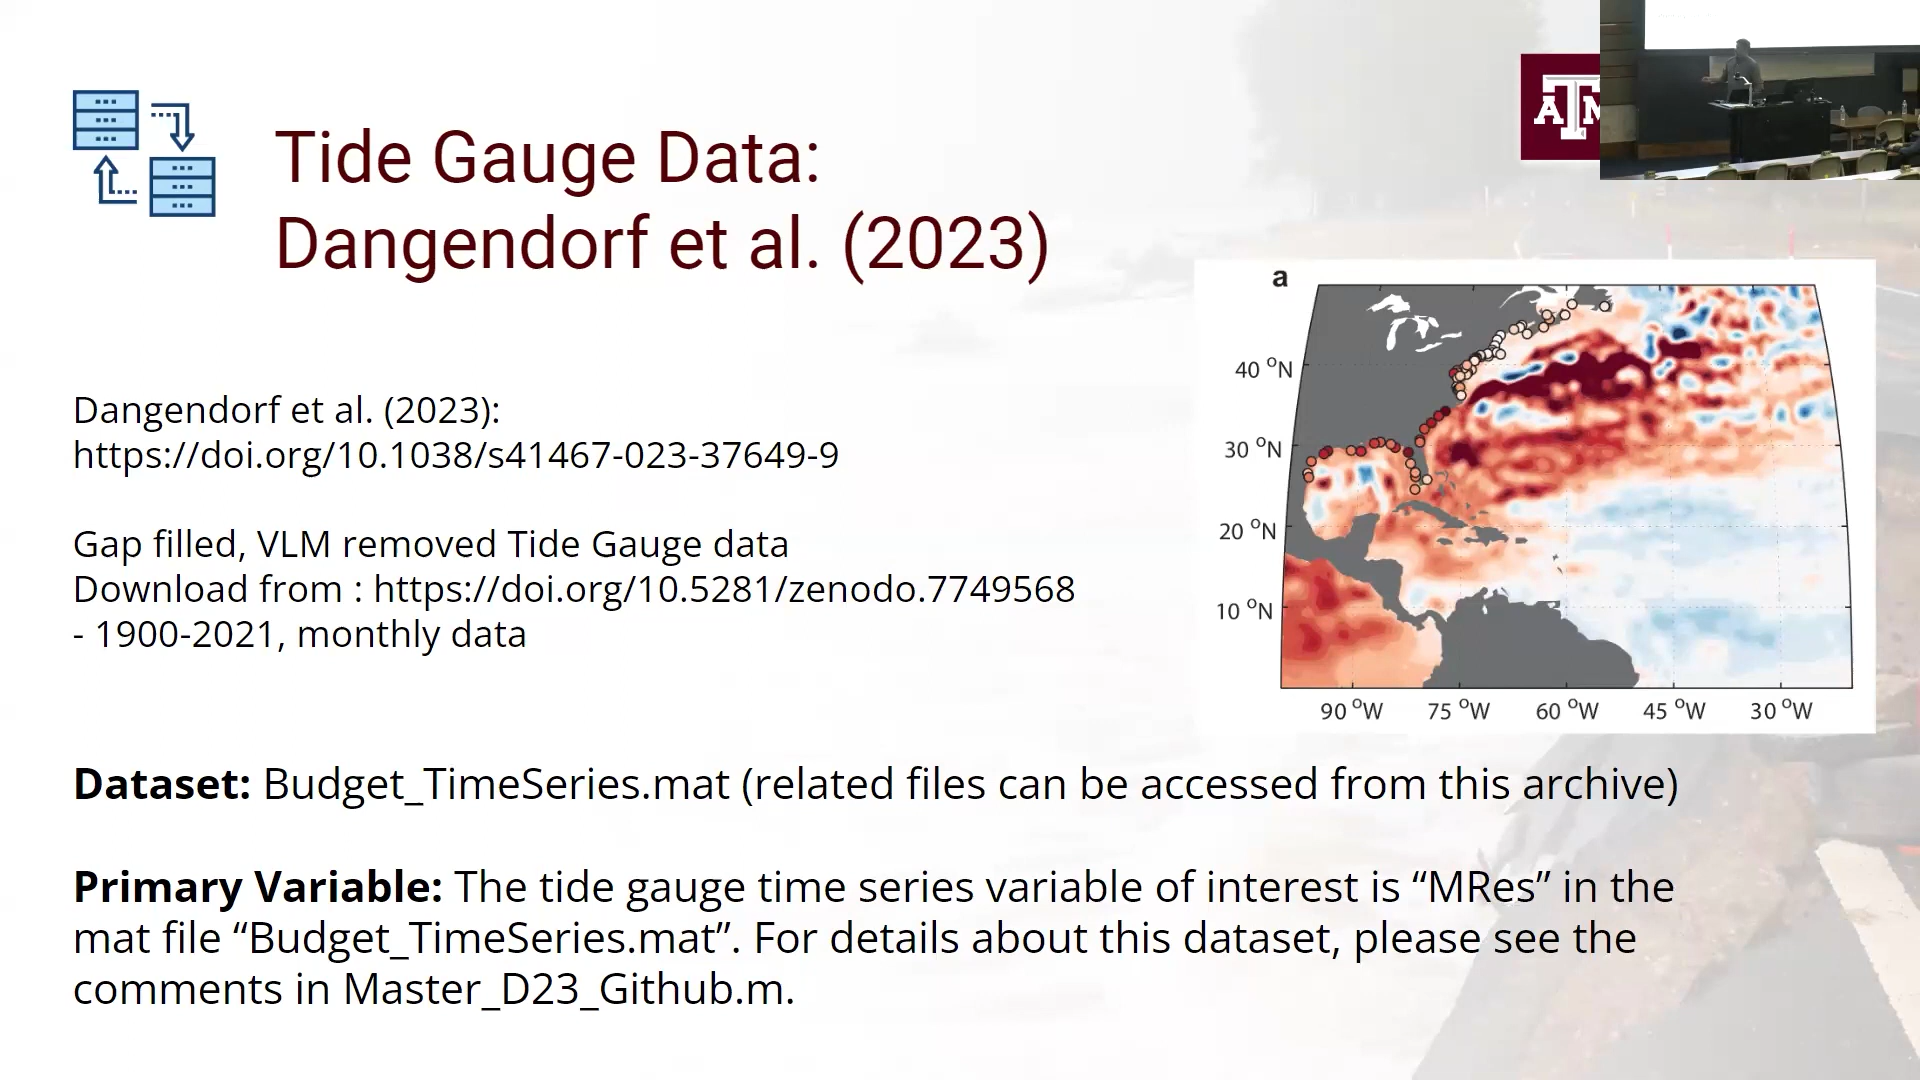 Tide Gauge Data:
Dangendorf et al. (2023)
ATM
a
40 °N
30 °N
20 °N
10 °N
90 °W 75 °W 60 °W 45 °W 30 °W
Dangendorf et al. (2023):
https://doi.org/10.1038/s41467-023-37649-9
Gap filled, VLM removed Tide Gauge data
Download from : https://doi.org/10.5281/zenodo.7749568
- 1900-2021, monthly data
Dataset: Budget_TimeSeries.mat (related files can be accessed from this archive)
Primary Variable: The tide gauge time series variable of interest is “MRes” in the
mat file “Budget_TimeSeries.mat”. For details about this dataset, please see the
comments in Master_D23_Github.m.